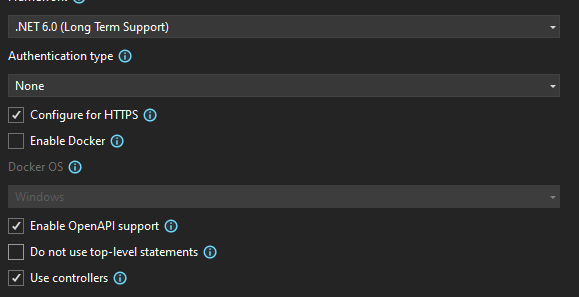 Framework
.NET 6.0 (Long Term Support)
Authentication type
None
Configure for HTTPS
Enable Docker
Docker OS
Windows
Enable OpenAPI support
Do not use top-level statements
Use controllers